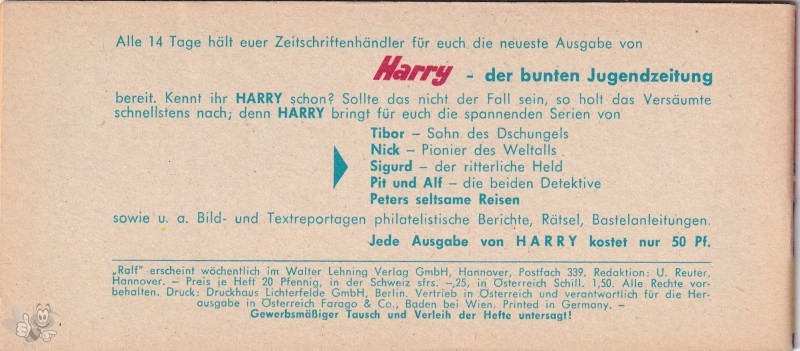 Alle 14 Tage hält euer Zeitschriftenhändler für euch die neueste Ausgabe von
Harry - der bunten Jugendzeitung
bereit. Kennt ihr HARRY schon? Sollte das nicht der Fall sein, so holt das Versäumte
schnellstens nach; denn HARRY bringt für euch die spannenden Serien von
Tibor – Sohn des Dschungels
Nick – Pionier des Weltalls
Sigurd – der ritterliche Held
Pit und Alf – die beiden Detektive
Peters seltsame Reisen
sowie u. a. Bild- und Textreportagen philatelistische Berichte, Rätsel, Bastelanleitungen.
Jede Ausgabe von HARRY kostet nur 50 Pf.
„Ralf" erscheint wöchentlich im Walter Lehning Verlag GmbH, Hannover, Postfach 339. Redaktion: U. Reuter,
Hannover. – Preis je Heft 20 Pfennig, in der Schweiz sfrs. –,25, in Österreich Schill. 1,50. Alle Rechte vor-
behalten. Druck: Druckhaus Lichterfelde GmbH, Berlin. Vertrieb in Österreich und verantwortlich für die Her-
ausgabe in Österreich Farago & Co., Baden bei Wien. Printed in Germany. –
Gewerbsmäßiger Tausch und Verleih der Hefte untersagt!